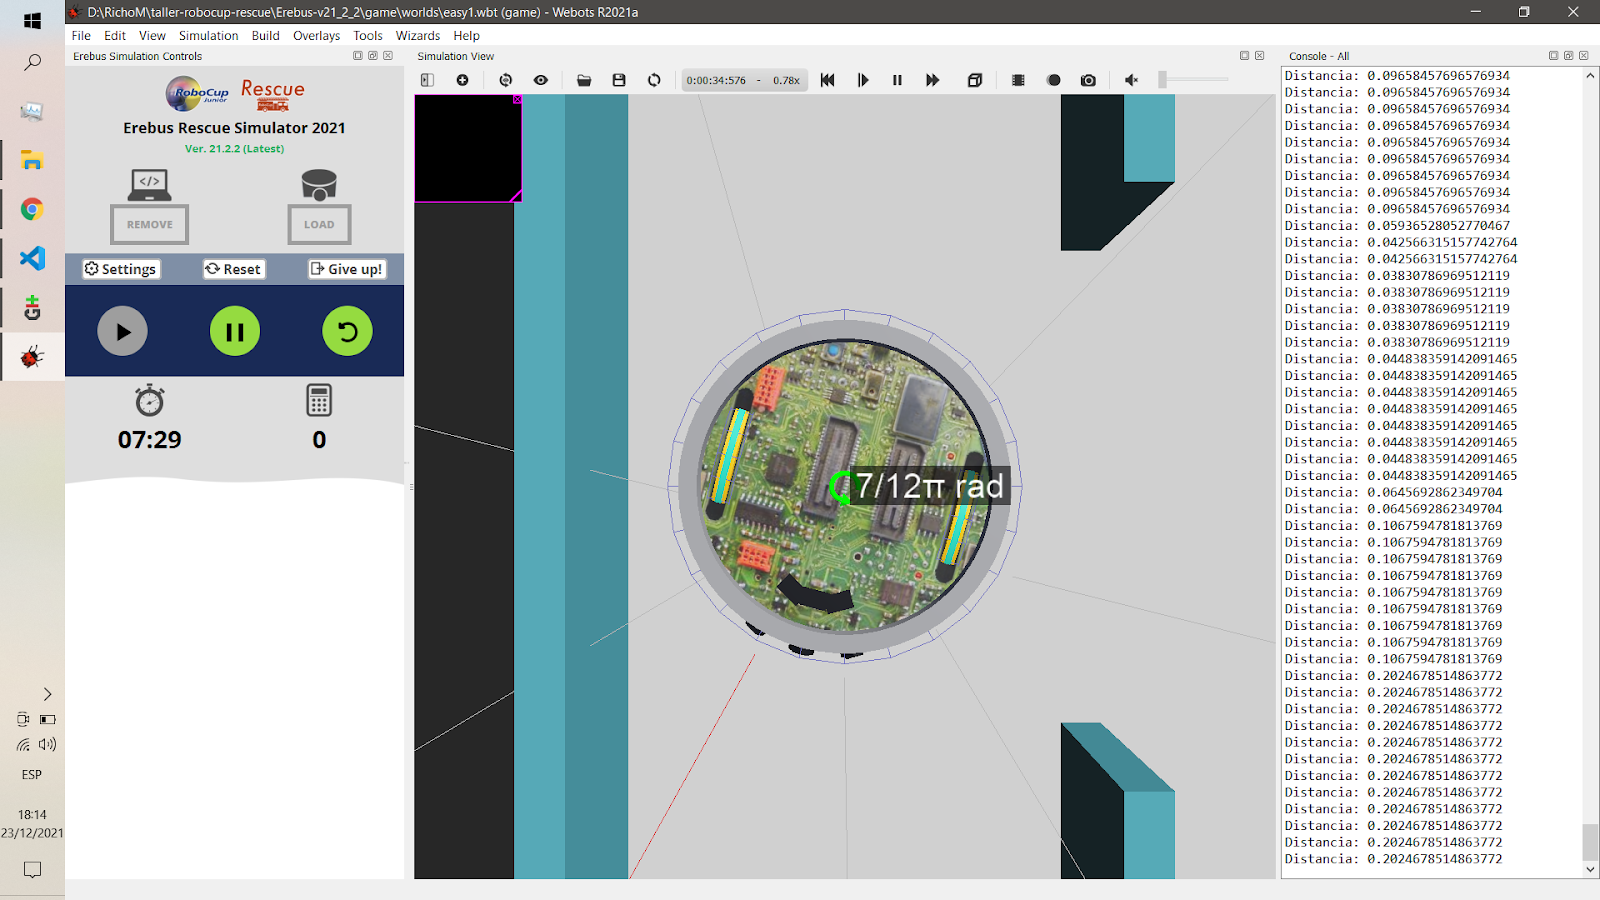 D:\RichoM\taller-robocup-rescue\Erebus-v21_2_2\game\worlds\easy1.wbt (game) - Webots R2021a
File Edit View Simulation Build Overlays Tools Wizards Help
Erebus Simulation Controls
RoboCup
Junior
Rescue
Erebus Rescue Simulator 2021
Ver. 21.2.2 (Latest)
</>
REMOVE
LOAD
Settings
Reset
Give up!
07:29
0
Simulation View
0:00:34:576 - 0.78x
7/12π rad
Console - All
Distancia: 0.09658457696576934
Distancia: 0.09658457696576934
Distancia: 0.09658457696576934
Distancia: 0.09658457696576934
Distancia: 0.09658457696576934
Distancia: 0.09658457696576934
Distancia: 0.09658457696576934
Distancia: 0.09658457696576934
Distancia: 0.09658457696576934
Distancia: 0.05936528052770467
Distancia: 0.042566315157742764
Distancia: 0.042566315157742764
Distancia: 0.03830786969512119
Distancia: 0.03830786969512119
Distancia: 0.03830786969512119
Distancia: 0.03830786969512119
Distancia: 0.03830786969512119
Distancia: 0.044838359142091465
Distancia: 0.044838359142091465
Distancia: 0.044838359142091465
Distancia: 0.044838359142091465
Distancia: 0.044838359142091465
Distancia: 0.044838359142091465
Distancia: 0.044838359142091465
Distancia: 0.044838359142091465
Distancia: 0.0645692862349704
Distancia: 0.0645692862349704
Distancia: 0.1067594781813769
Distancia: 0.1067594781813769
Distancia: 0.1067594781813769
Distancia: 0.1067594781813769
Distancia: 0.1067594781813769
Distancia: 0.1067594781813769
Distancia: 0.1067594781813769
Distancia: 0.1067594781813769
Distancia: 0.1067594781813769
Distancia: 0.2024678514863772
Distancia: 0.2024678514863772
Distancia: 0.2024678514863772
Distancia: 0.2024678514863772
Distancia: 0.2024678514863772
Distancia: 0.2024678514863772
Distancia: 0.2024678514863772
Distancia: 0.2024678514863772
Distancia: 0.2024678514863772
Distancia: 0.2024678514863772
Distancia: 0.2024678514863772
Distancia: 0.2024678514863772
ESP
18:14
23/12/2021